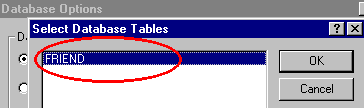 Database Options
Select Database Tables
FRIEND
OK
Cancel